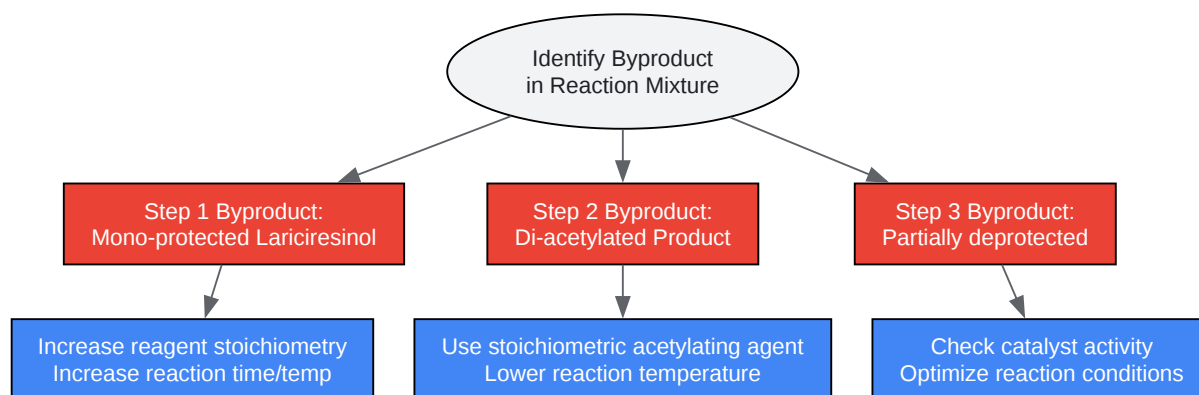 Identify Byproduct
in Reaction Mixture
Step 1 Byproduct:
Mono-protected Lariciresinol
Step 2 Byproduct:
Di-acetylated Product
Step 3 Byproduct:
Partially deprotected
Increase reagent stoichiometry
Increase reaction time/temp
Use stoichiometric acetylating agent
Lower reaction temperature
Check catalyst activity
Optimize reaction conditions